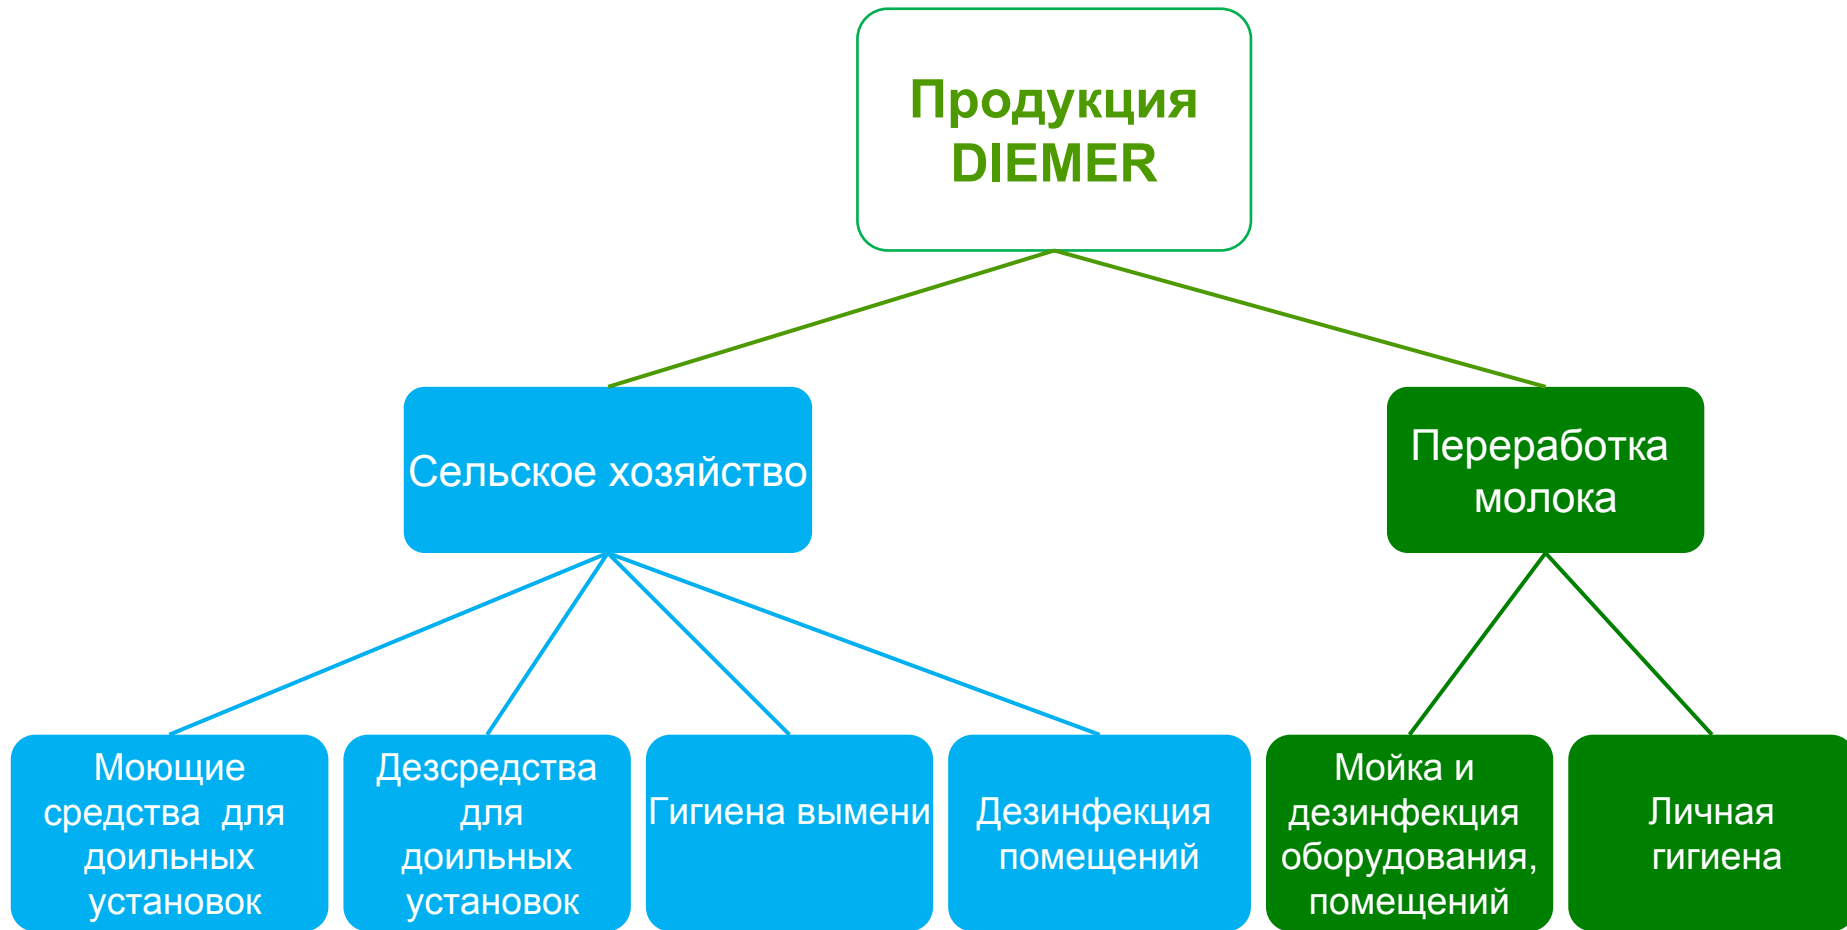 Продукция
DIEMER
Сельское хозяйство
Переработка
молока
Моющие
средства для
доильных
установок
Дезсредства
для
доильных
установок
Гигиена вымени
Дезинфекция
помещений
Мойка и
дезинфекция
оборудования,
помещений
Личная
гигиена